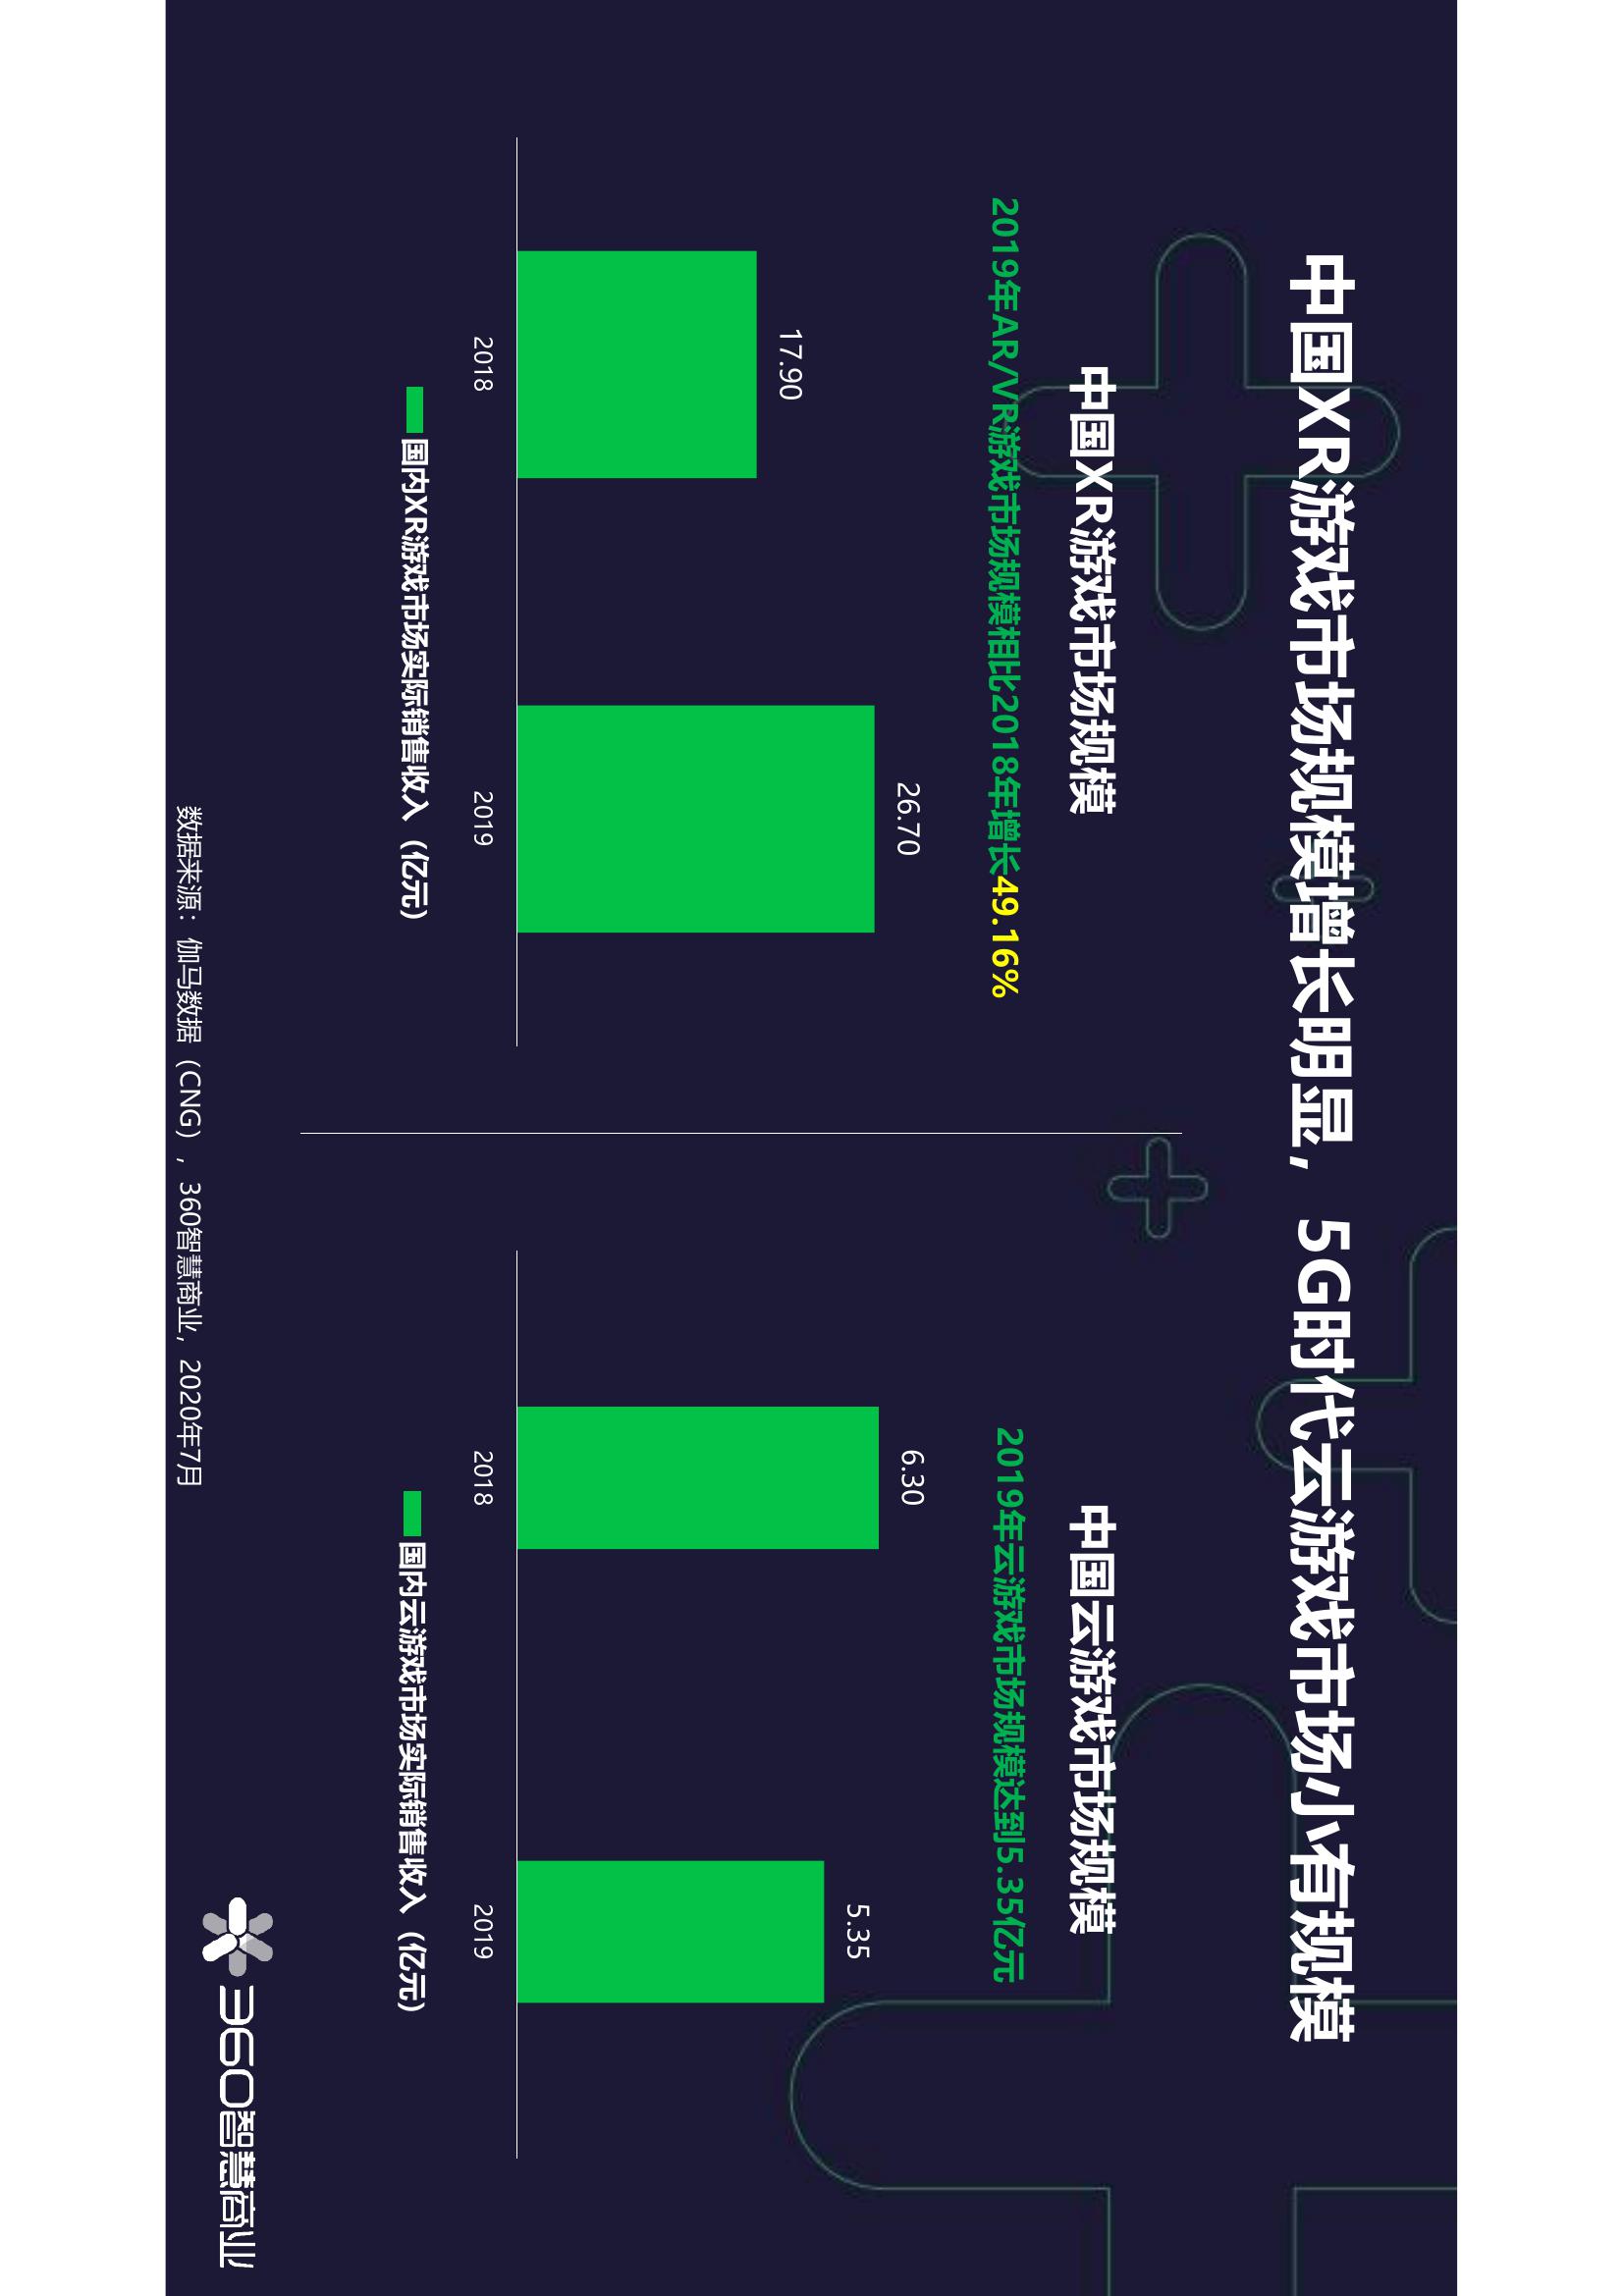 中国XR游戏市场规模增长明显，5G时代云游戏市场小有规模
中国XR游戏市场规模
2019年AR/VR游戏市场规模相比2018年增长49.16%
17.90
26.70
2018
2019
国内XR游戏市场实际销售收入（亿元）
中国云游戏市场规模
2019年云游戏市场规模达到5.35亿元
6.30
5.35
2018
2019
国内云游戏市场实际销售收入（亿元）
数据来源：伽马数据（CNG），360智慧商业，2020年7月
360智慧商业